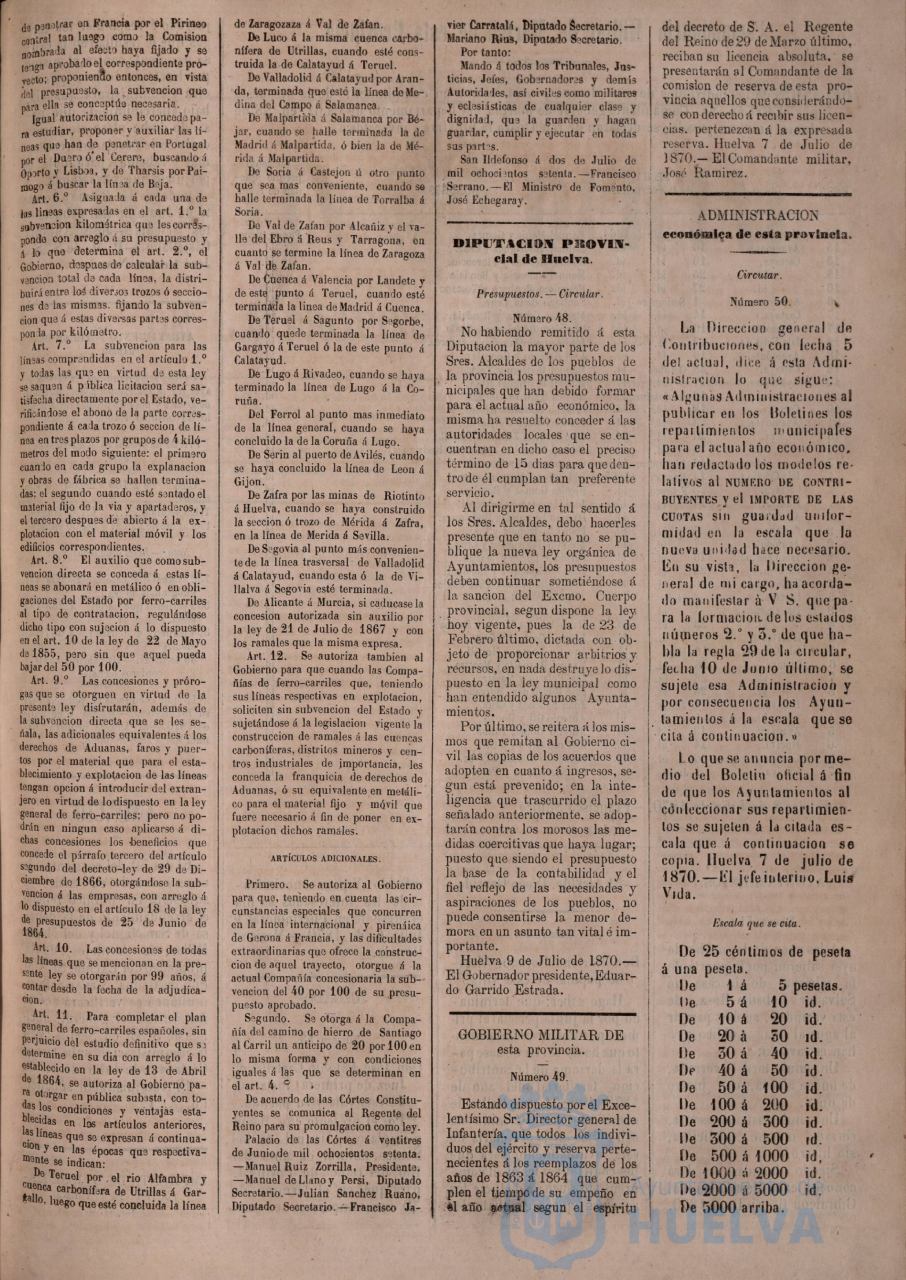 de penetrar en Francia por el Pirineo
central tan luego como la Comision
nombrada al efecto haya fijado y se
tenga aprobado el correspondiente pro-
yecto; proponiendo entonces, en vista
del presupuesto, la subvencion que
para ella se conceptúe necesaria.
Igual autorizacion se le concede pa-
ra estudiar, proponer y auxiliar las lí-
neas que han de penetrar en Portugal
por el Duero ó el Cerere, buscando á
Oporto y Lisboa, y de Tharsis por Pai-
mogo á buscar la línea de Beja.
Art. 6.° Asignada á cada una de
las lineas expresadas en el art. 1.° la
subvencion kilométrica que les corres-
ponde con arreglo á su presupuesto y
á lo que determina el art. 2.°, el
Gobierno, despues de calcular la sub-
vencion total de cada línea, la distri-
buirá entre los diversos trozos ó seccio-
nes de las mismas, fijando la subven-
cion que á estas diversas partes corres-
ponda por kilómetro.
Art. 7.° La subvencion para las
líneas comprendidas en el artículo 1.°
y todas las que en virtud de esta ley
se saquen á pública licitacion será sa-
tisfecha directamente por el Estado, ve-
rificándose el abono de la parte corres-
pondiente á cada trozo ó seccion de lí-
nea en tres plazos por grupos de 4 kiló-
metros del modo siguiente: el primero
cuando en cada grupo la explanacion
y obras de fábrica se hallen termina-
das; el segundo cuando esté sentado el
material fijo de la via y apartaderos, y
el tercero despues de abierto á la ex-
plotacion con el material móvil y los
edificios correspondientes.
Art. 8.° El auxilio que como sub-
vencion directa se conceda á estas lí-
neas se abonará en metálico ó en obli-
gaciones del Estado por ferro-carriles
al tipo de contratacion, regulándose
dicho tipo con sujecion á lo dispuesto
en el art. 10 de la ley de 22 de Mayo
de 1855, pero sin que aquel pueda
bajar del 50 por 100.
Art. 9.° Las concesiones y próro-
gas que se otorguen en virtud de la
presente ley disfrutarán, además de
la subvencion directa que se les se-
ñala, las adicionales equivalentes á los
derechos de Aduanas, faros y puer-
tos por el material que para el esta-
blecimiento y explotacion de las líneas
tengan opcion á introducir del extran-
jero en virtud de lo dispuesto en la ley
general de ferro-carriles; pero no po-
drán en ningun caso aplicarse á di-
chas concesiones los beneficios que
concede el párrafo tercero del artículo
segundo del decreto-ley de 29 de Di-
ciembre de 1866, otorgándose la sub-
vencion á las empresas, con arreglo á
lo dispuesto en el artículo 18 de la ley
de presupuestos de 25 de Junio de
1864.
Art. 10. Las concesiones de todas
las líneas que se mencionan en la pre-
sente ley se otorgarán por 99 años, á
contar desde la fecha de la adjudica-
cion.
Art. 11. Para completar el plan
general de ferro-carriles españoles, sin
perjuicio del estudio definitivo que se
determine en su dia con arreglo á lo
establecido en la ley de 13 de Abril
de 1864, se autoriza al Gobierno pa-
ra otorgar en pública subasta, con to-
das los condiciones y ventajas esta-
blecidas en los artículos anteriores,
las líneas que se expresan á continua-
cion y en las épocas que respectiva-
mente se indican:
De Teruel por el rio Alfambra y
cuenca carbonífera de Utrillas á Gar-
gallo, luego que esté concluida la línea
de Zaragozaza á Val de Zafan.
De Luco á la misma cuenca carbo-
nífera de Utrillas, cuando esté cons-
truida la de Calatayud á Teruel.
De Valladolid á Calatayud por Aran-
da, terminada que esté la línea de Me-
dina del Campo á Salamanca.
De Malpartida á Salamanca por Bé-
jar, cuando se halle terminada la de
Madrid á Malpartida, ó bien la de Mé-
rida á Malpartida.
De Soria á Castejon ú otro punto
que sea mas conveniente, cuando se
halle terminada la línea de Torralba á
Soria.
De Val de Zafan por Alcañiz y el va-
lle del Ebro á Reus y Tarragona, en
cuanto se termine la línea de Zaragoza
á Val de Zafan.
De Cuenca á Valencia por Landete y
de este punto á Teruel, cuando esté
terminada la linea de Madrid á Cuenca.
De Teruel á Sagunto por Segorbe,
cuando quede terminada la línea de
Gargayo á Teruel ó la de este punto á
Calatayud.
De Lugo á Rivadeo, cuando se haya
terminado la línea de Lugo á la Co-
ruña.
Del Ferrol al punto mas inmediato
de la línea general, cuando se haya
concluido la de la Coruña á Lugo.
De Serin al puerto de Avilés, cuando
se haya concluido la línea de Leon á
Gijon.
De Zafra por las minas de Riotinto
á Huelva, cuando se haya construido
la seccion ó trozo de Mérida á Zafra,
en la línea de Merida á Sevilla.
De Segovia al punto más convenien-
te de la línea trasversal de Valladolid
á Calatayud, cuando esta ó la de Vi-
llalva á Segovia esté terminada.
De Alicante á Murcia, si caducase la
concesion autorizada sin auxilio por
la ley de 21 de Julio de 1867 y con
los ramales que la misma expresa.
Art. 12. Se autoriza tambien al
Gobierno para que cuando las Compa-
ñías de ferro-carriles que, teniendo
sus líneas respectivas en explotacion,
soliciten sin subvencion del Estado y
sujetándose á la legislacion vigente la
construccion de ramales á las cuencas
carboníferas, distritos mineros y cen-
tros industriales de importancia, les
conceda la franquicia de derechos de
Aduanas, ó su equivalente en metáli-
co para el material fijo y móvil que
fuere necesario á fin de poner en ex-
plotacion dichos ramales.
ARTÍCULOS ADICIONALES.
Primero. Se autoriza al Gobierno
para que, teniendo en cuenta las cir-
cunstancias especiales que concurren
en la línea internacional y pirenáica
de Gerona á Francia, y las dificultades
extraordinarias que ofrece la construc-
cion de aquel trayecto, otorgue á la
actual Compañía concesionaria la sub-
vencion del 40 por 100 de su presu-
puesto aprobado.
Segundo. Se otorga á la Compa-
ñía del camino de hierro de Santiago
al Carril un anticipo de 20 por 100 en
lo misma forma y con condiciones
iguales á las que se determinan en
el art. 4.°
De acuerdo de las Córtes Constitu-
yentes se comunica al Regente del
Reino para su promulgacion como ley.
Palacio de las Córtes á ventitres
de Junio de mil ochocientos setenta.
—Manuel Ruiz Zorrilla, Presidente.
—Manuel de Llano y Persi, Diputado
Secretario.—Julian Sanchez Ruano,
Diputado Secretario.—Francisco Ja-
vier Carratalá, Diputado Secretario.—
Mariano Rius, Diputado Secretario.
Por tanto:
Mando á todos los Tribunales, Jus-
ticias, Jefes, Gobernadores y demás
Autoridades, así civiles como militares
y eclesiásticas de cualquier clase y
dignidad, que la guarden y hagan
guardar, cumplir y ejecutar en todas
sus partes.
San Ildefonso á dos de Julio de
mil ochocientos setenta.—Francisco
Serrano.—El Ministro de Fomento,
José Echegaray.
DIPUTACION PROVIN-
cial de Huelva.
Presupuestos.—Circular.
Número 48.
No habiendo remitido á esta
Diputacion la mayor parte de los
Sres. Alcaldes de los pueblos de
la provincia los presupuestos mu-
nicipales que han debido formar
para el actual año económico, la
misma ha resuelto conceder á las
autoridades locales que se en-
cuentran en dicho caso el preciso
término de 15 dias para que den-
tro de él cumplan tan preferente
servicio.
Al dirigirme en tal sentido á
los Sres. Alcaldes, debo hacerles
presente que en tanto no se pu-
blique la nueva ley orgánica de
Ayuntamientos, los presupuestos
deben continuar sometiéndose á
la sancion del Excmo. Cuerpo
provincial, segun dispone la ley
hoy vigente, pues la de 23 de
Febrero último, dictada con ob-
jeto de proporcionar arbitrios y
recursos, en nada destruye lo dis-
puesto en la ley municipal como
han entendido algunos Ayunta-
mientos.
Por último, se reitera á los mis-
mos que remitan al Gobierno ci-
vil las copias de los acuerdos que
adopten en cuanto á ingresos, se-
gun está prevenido; en la inte-
ligencia que trascurrido el plazo
señalado anteriormente, se adop-
tarán contra los morosos las me-
didas coercitivas que haya lugar;
puesto que siendo el presupuesto
la base de la contabilidad y el
fiel reflejo de las necesidades y
aspiraciones de los pueblos, no
puede consentirse la menor de-
mora en un asunto tan vital é im-
portante.
Huelva 9 de Julio de 1870.—
El Gobernador presidente, Eduar-
do Garrido Estrada.
GOBIERNO MILITAR DE
esta provincia.
Número 49.
Estando dispuesto por el Exce-
lentísimo Sr. Director general de
Infantería, que todos los indivi-
duos del ejército y reserva perte-
necientes á los reemplazos de los
años de 1863 á 1864 que cum-
plen el tiempo de su empeño en
el año actual segun el espíritu
del decreto de S. A. el Regente
del Reino de 29 de Marzo último,
reciban su licencia absoluta, se
presentarán al Comandante de la
comision de reserva de esta pro-
vincia aquellos que considerándo-
se con derecho á recibir sus licen-
cias, pertenezcan á la expresada
reserva. Huelva 7 de Julio de
1870.—El Comandante militar,
José Ramirez.
ADMINISTRACION
económica de esta provincia.
Circular.
Número 50.
La Direccion general de
Contribuciones, con fecha 5
del actual, dice á esta Admi-
nistracion lo que sigue:
«Algunas Administraciones al
publicar en los Boletines los
repartimientos municipales
para el actual año económico,
han redactado los modelos re-
lativos al NUMERO DE CONTRI-
BUYENTES y el IMPORTE DE LAS
CUOTAS sin guardad unifor-
midad en la escala que la
nueva unidad hace necesario.
En su vista, la Direccion ge-
neral de mi cargo, ha acorda-
do manifestar á V S. que pa-
ra la formacion de los estados
números 2.° y 3.° de que ha-
bla la regla 29 de la circular,
fecha 10 de Junio último, se
sujete esa Administracion y
por consecuencia los Ayun-
tamientos á la escala que se
cita á continuacion.»
Lo que se anuncia por me-
dio del Boletin oficial á fin
de que los Ayuntamientos al
confeccionar sus repartimien-
tos se sujeten á la citada es-
cala que á continuacion se
copia. Huelva 7 de julio de
1870.—El jefe interino, Luis
Vida.
Escala que se cita.
De 25 céntimos de peseta
á una peseta.
De 1 á 5 pesetas.
De 5 á 10 id.
De 10 á 20 id.
De 20 á 30 id.
De 30 á 40 id.
De 40 á 50 id.
De 50 á 100 id.
De 100 á 200 id.
De 200 á 300 id.
De 300 á 500 id.
De 500 á 1000 id,
De 1000 á 2000 id.
De 2000 á 5000 id.
De 5000 arriba.
HUELVA